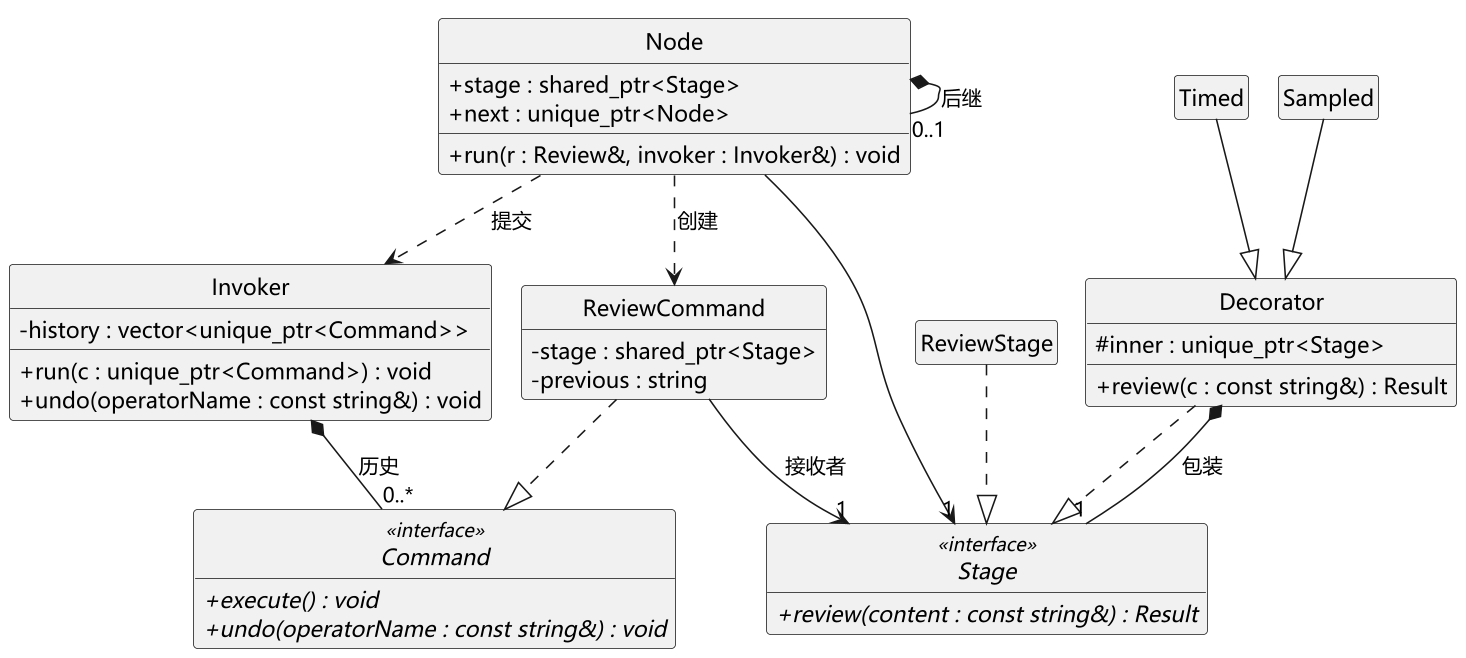 Node
+stage : shared_ptr<Stage>
+next : unique_ptr<Node>
+run(r : Review&, invoker : Invoker&) : void
后继
0..1
Timed
Sampled
提交
创建
Invoker
-history : vector<unique_ptr<Command>>
+run(c : unique_ptr<Command>) : void
+undo(operatorName : const string&) : void
ReviewCommand
-stage : shared_ptr<Stage>
-previous : string
ReviewStage
Decorator
#inner : unique_ptr<Stage>
+review(c : const string&) : Result
历史
0..*
接收者
1
1
包装
1
«interface»
Command
+execute() : void
+undo(operatorName : const string&) : void
«interface»
Stage
+review(content : const string&) : Result